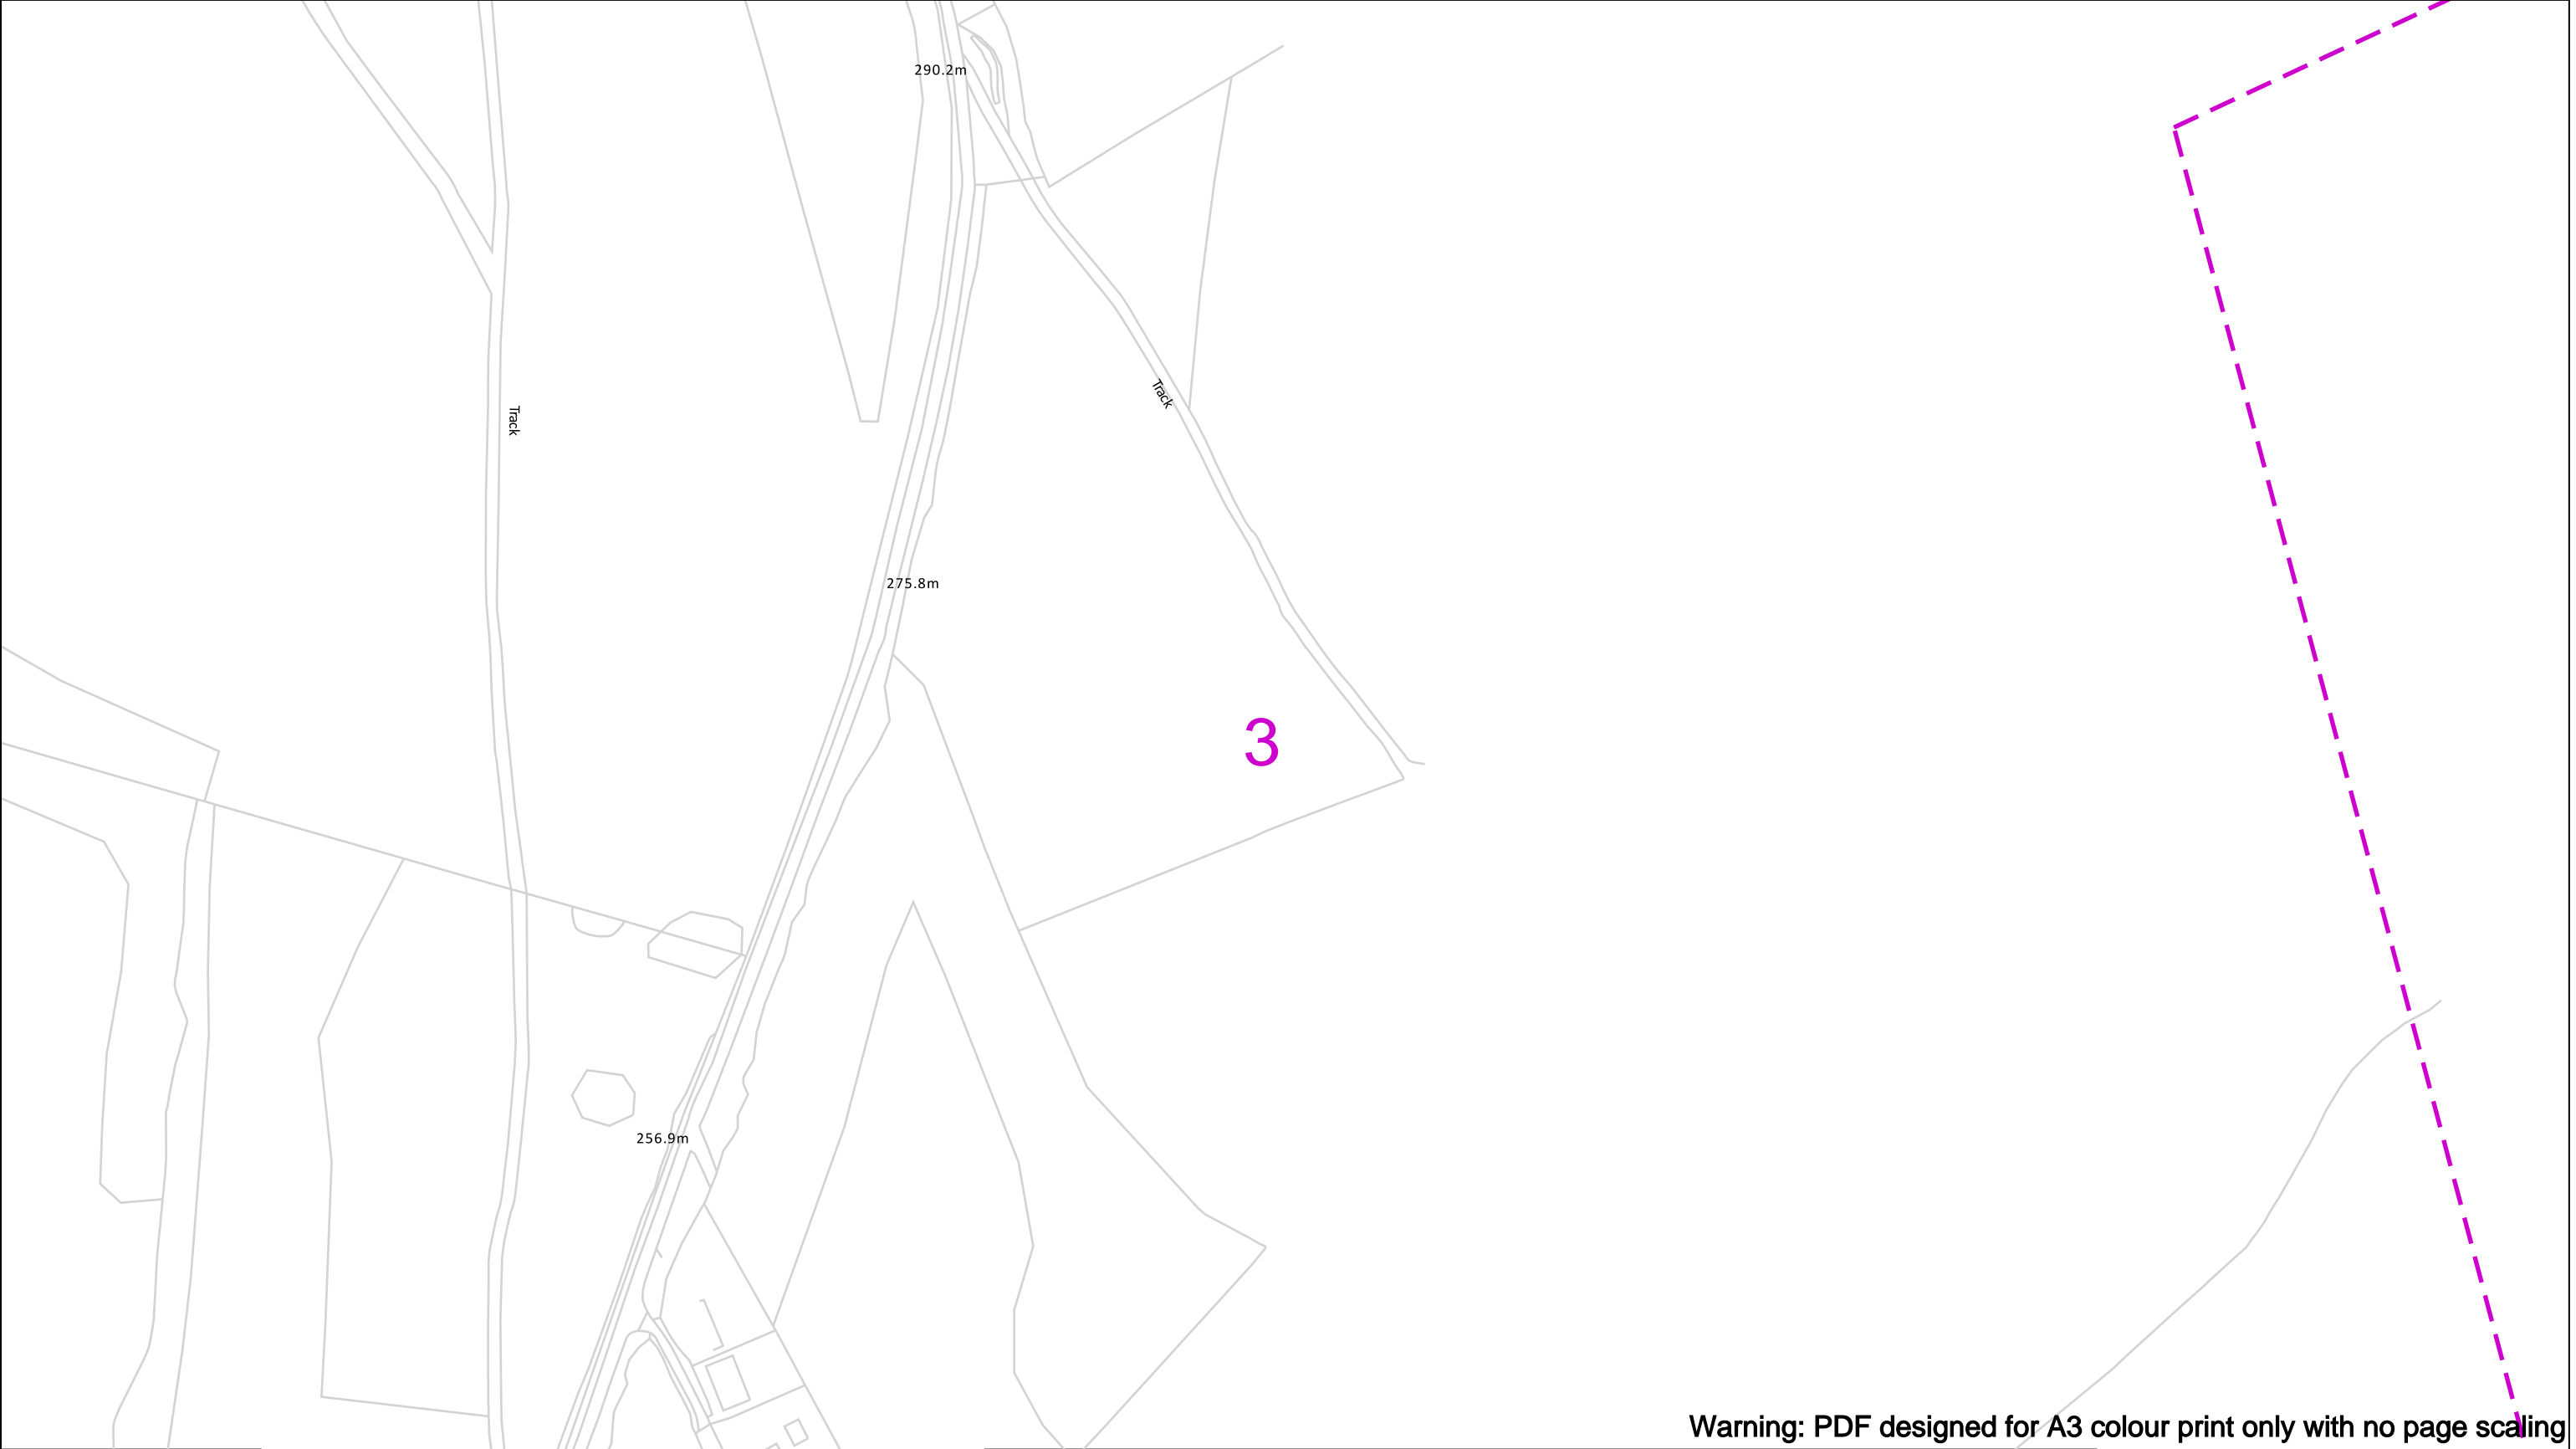 290.2m
Track
Track
275.8m
3
256.9m
Warning: PDF designed for A3 colour print only with no page scaling